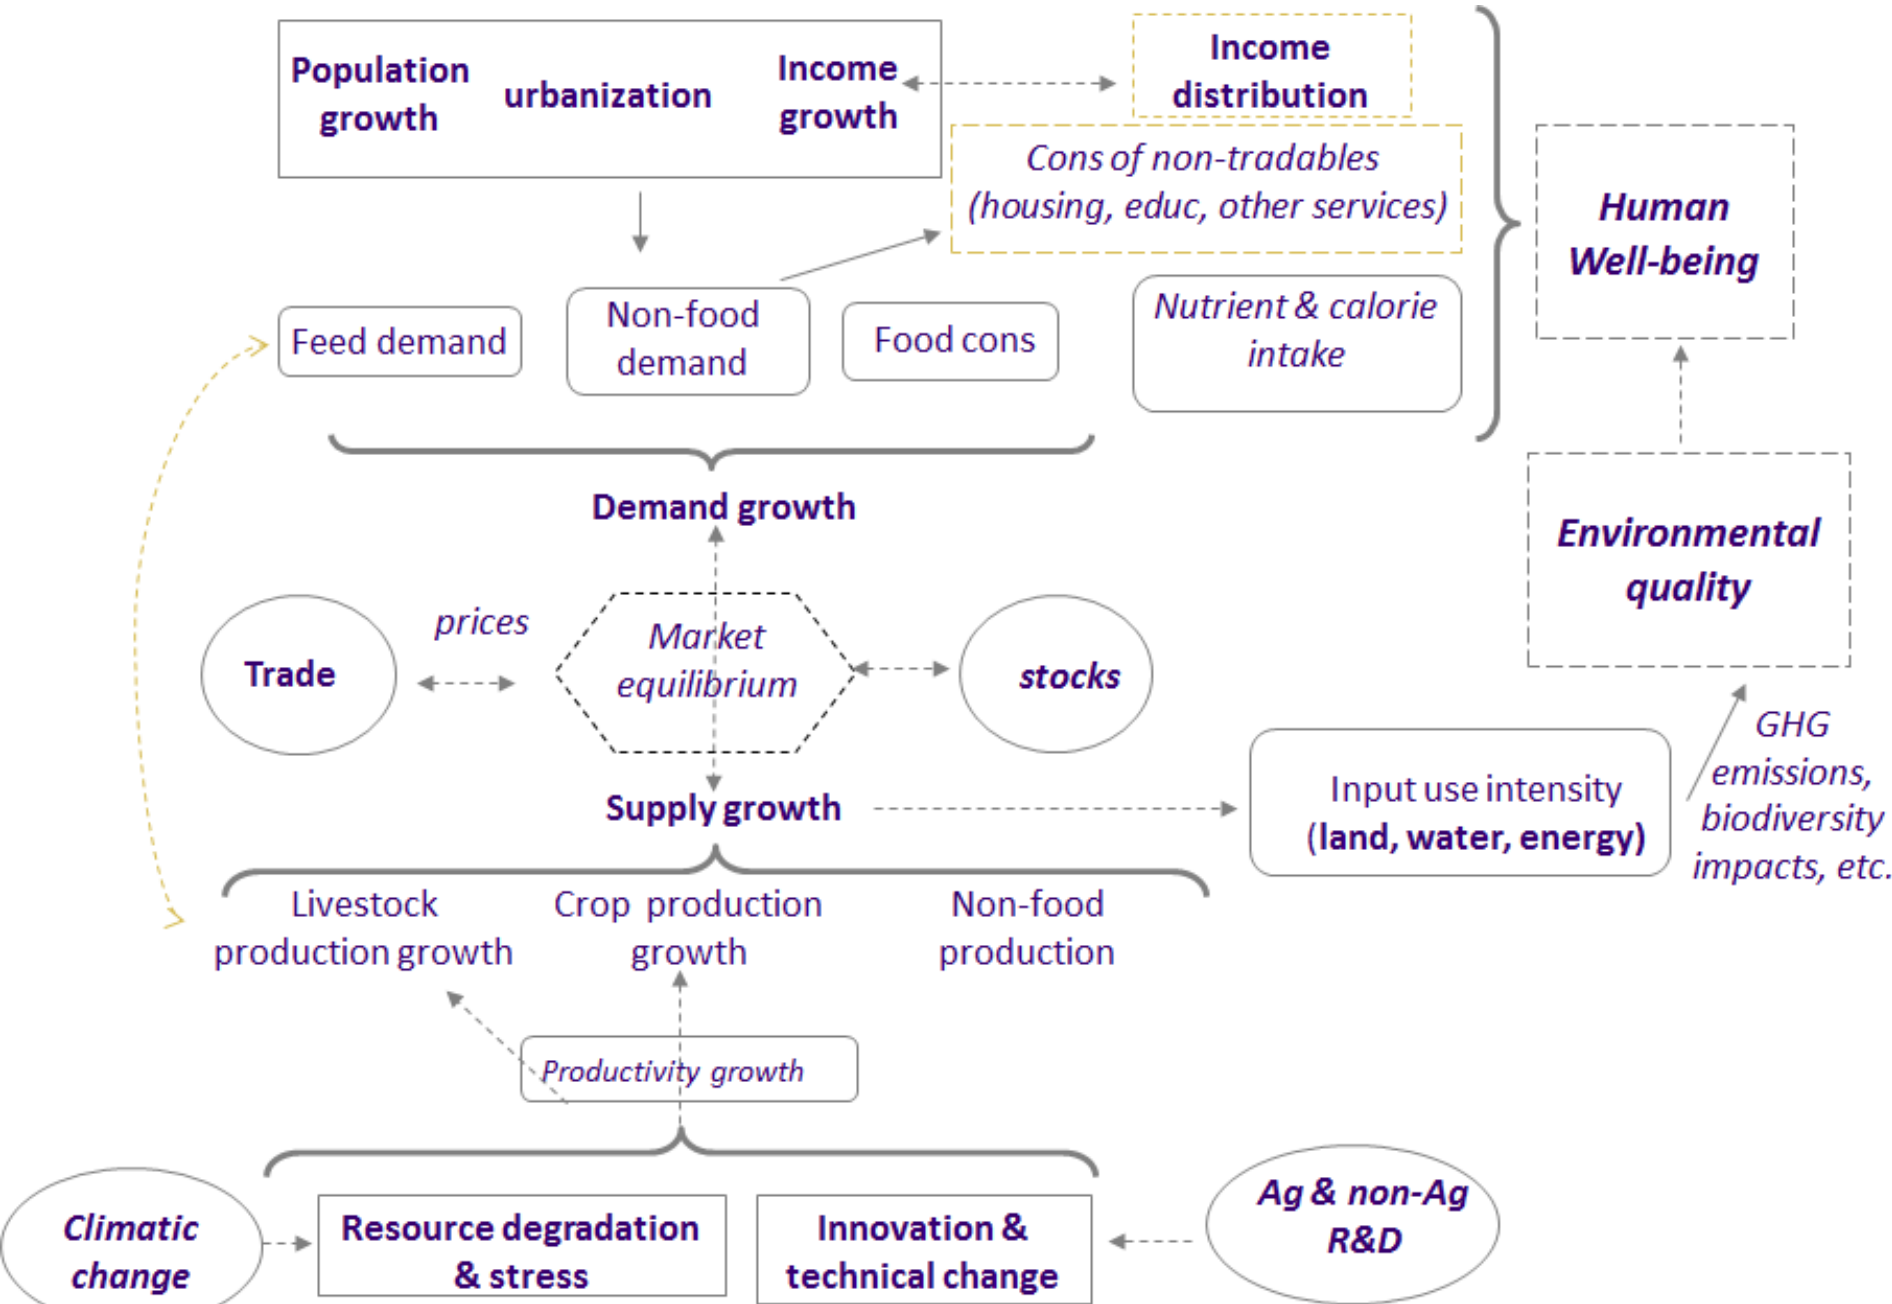 Population
growth
urbanization
Income
growth
Income
distribution
Cons of non-tradables
(housing, educ, other services)
Human
Well-being
Feed demand
Non-food
demand
Food cons
Nutrient & calorie
intake
Demand growth
Environmental
quality
Trade
prices
Market
equilibrium
stocks
Supply growth
Input use intensity
(land, water, energy)
GHG
emissions,
biodiversity
impacts, etc.
Livestock
production growth
Crop production
growth
Non-food
production
Productivity growth
Climatic
change
Resource degradation
& stress
Innovation &
technical change
Ag & non-Ag
R&D